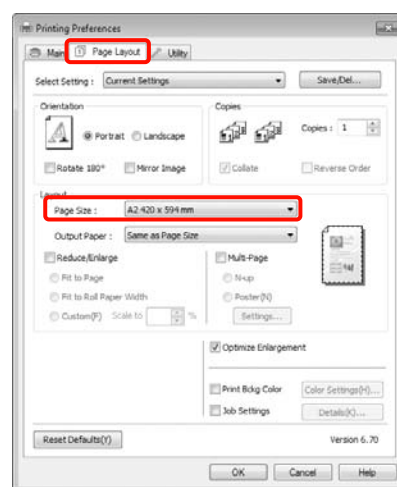 Printing Preferences
Main Page Layout Utility
Select Setting : Current Settings Save/Del...
Orientation
Portrait Landscape
Rotate 180° Mirror Image
Copies
Copies : 1
Collate Reverse Order
Layout
Page Size : A2 420 x 594 mm
Output Paper : Same as Page Size
Reduce/Enlarge
Fit to Page
Fit to Roll Paper Width
Custom(F) Scale to %
Multi-Page
N-up
Poster(N)
Settings...
Optimize Enlargement
Print Bckg Color Color Settings(H)...
Job Settings Details(K)...
Reset Defaults(Y) Version 6.70
OK Cancel Help